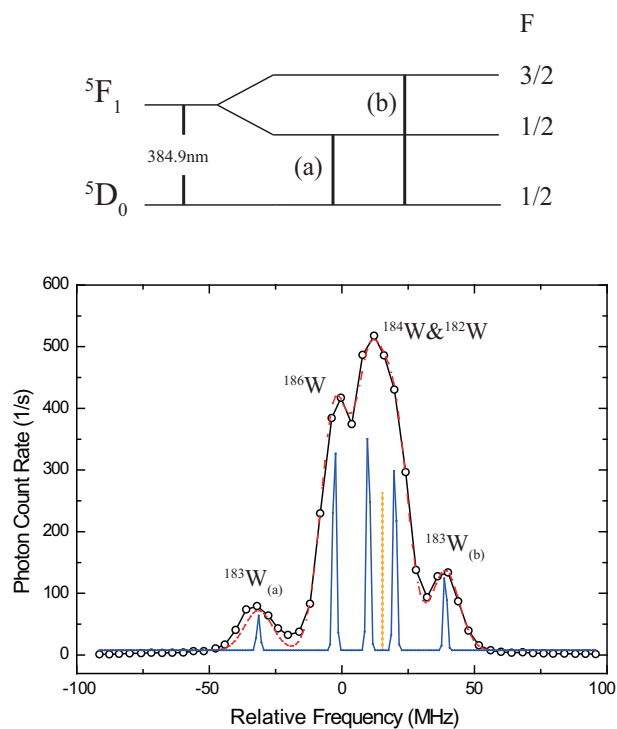 F
3/2
⁵F₁
(b)
1/2
(a)
384.9nm
⁵D₀
1/2
600
500
400
300
200
100
0
Photon Count Rate (1/s)
¹⁸⁴W&¹⁸²W
¹⁸⁶W
¹⁸³W(a)
¹⁸³W(b)
-100
-50
0
50
100
Relative Frequency (MHz)